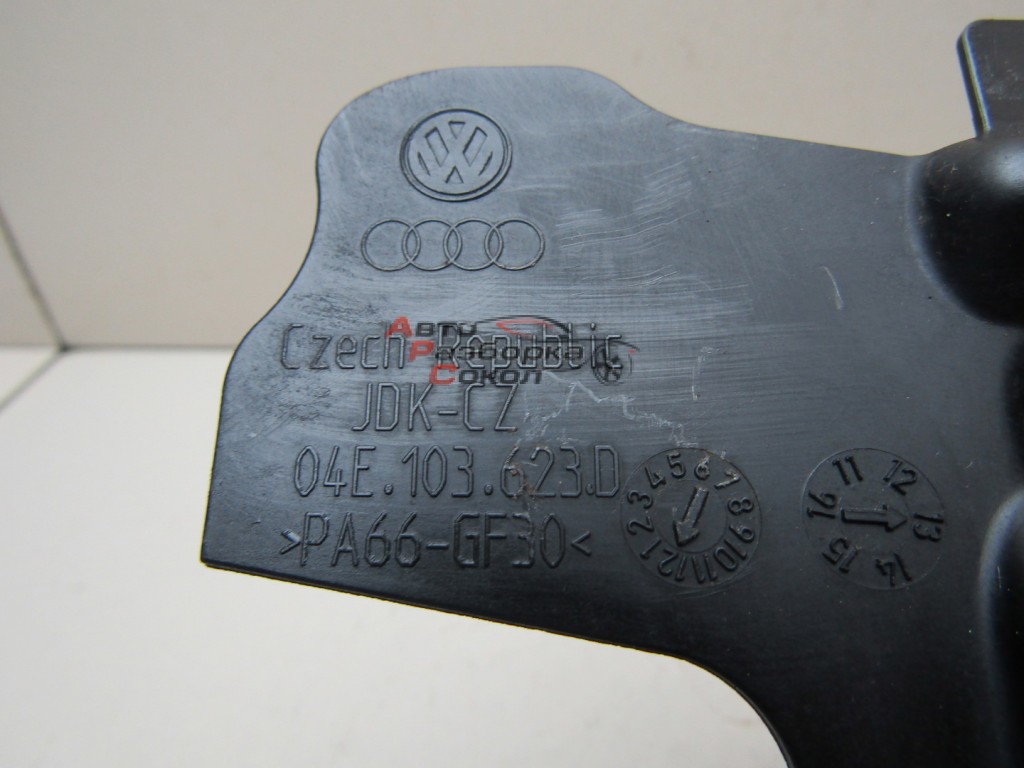 Czech Republic
Авто
Разборка
Сокол
JDK-CZ
04E.103.623.D
>PA66-GF30<
1 2 3 4 5 6 7 8 9 10 11 12
11 12 13 14 15 16